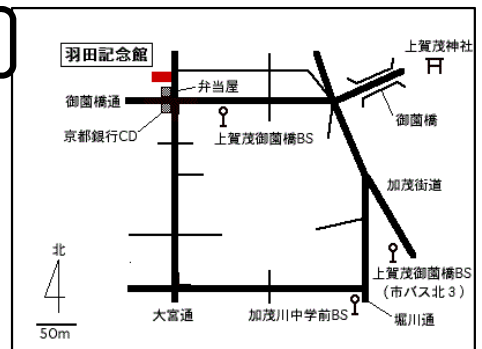 羽田記念館
上賀茂神社
弁当屋
御薗橋通
京都銀行CD
上賀茂御薗橋BS
御薗橋
加茂街道
北
50m
上賀茂御薗橋BS
(市バス北3)
大宮通
加茂川中学前BS
堀川通